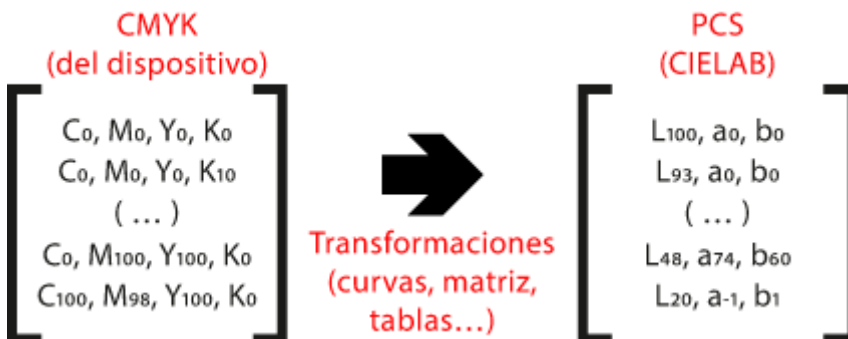 CMYK
(del dispositivo)
C0, M0, Y0, K0
C0, M0, Y0, K10
( ... )
C0, M100, Y100, K0
C100, M98, Y100, K0
Transformaciones
(curvas, matriz,
tablas...)
PCS
(CIELAB)
L100, a0, b0
L93, a0, b0
( ... )
L48, a74, b60
L20, a-1, b1